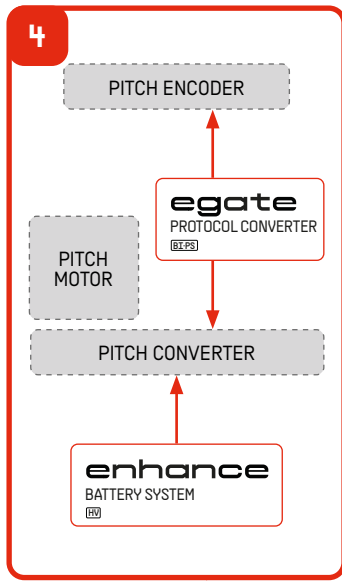 4
PITCH ENCODER
egate
PROTOCOL CONVERTER
BI-PS
PITCH
MOTOR
PITCH CONVERTER
enhance
BATTERY SYSTEM
HV